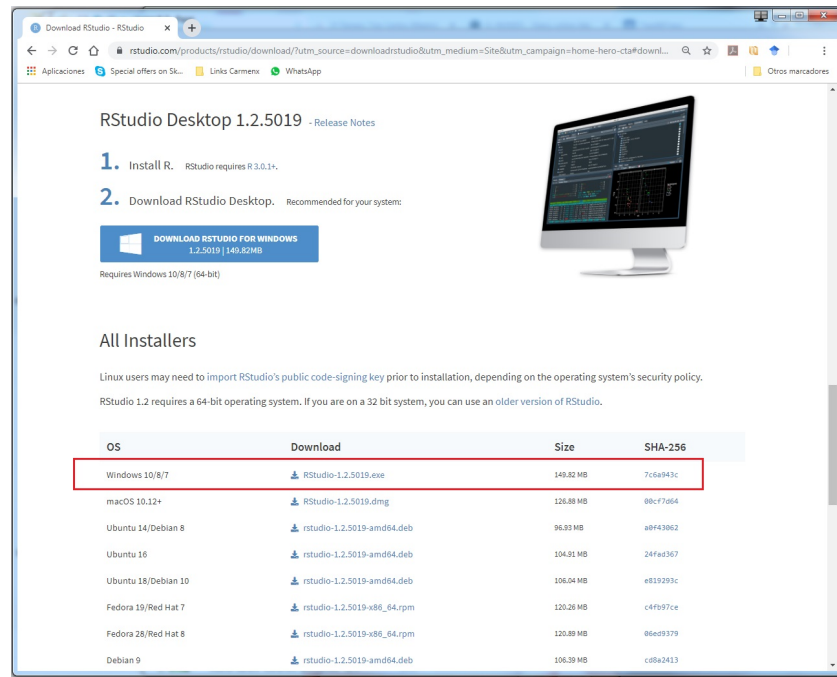 Download RStudio - RStudio
rstudio.com/products/rstudio/download/?utm_source=downloadrstudio&utm_medium=Site&utm_campaign=home-hero-cta#downl...
Aplicaciones Special offers on Sk... Links Carmenx WhatsApp Otros marcadores
RStudio Desktop 1.2.5019 - Release Notes
1. Install R. RStudio requires R 3.0.1+.
2. Download RStudio Desktop. Recommended for your system:
DOWNLOAD RSTUDIO FOR WINDOWS
1.2.5019 | 149.82MB
Requires Windows 10/8/7 (64-bit)
All Installers
Linux users may need to import RStudio's public code-signing key prior to installation, depending on the operating system's security policy.
RStudio 1.2 requires a 64-bit operating system. If you are on a 32 bit system, you can use an older version of RStudio.
OS Download Size SHA-256
Windows 10/8/7 RStudio-1.2.5019.exe 149.82 MB 7c6a943c
macOS 10.12+ RStudio-1.2.5019.dmg 126.88 MB 00cf7d64
Ubuntu 14/Debian 8 rstudio-1.2.5019-amd64.deb 96.93 MB a0f43062
Ubuntu 16 rstudio-1.2.5019-amd64.deb 104.91 MB 24fad367
Ubuntu 18/Debian 10 rstudio-1.2.5019-amd64.deb 106.04 MB e819293c
Fedora 19/Red Hat 7 rstudio-1.2.5019-x86_64.rpm 120.26 MB c4fb97ce
Fedora 28/Red Hat 8 rstudio-1.2.5019-x86_64.rpm 120.89 MB 06ed9379
Debian 9 rstudio-1.2.5019-amd64.deb 106.39 MB cd8a2413